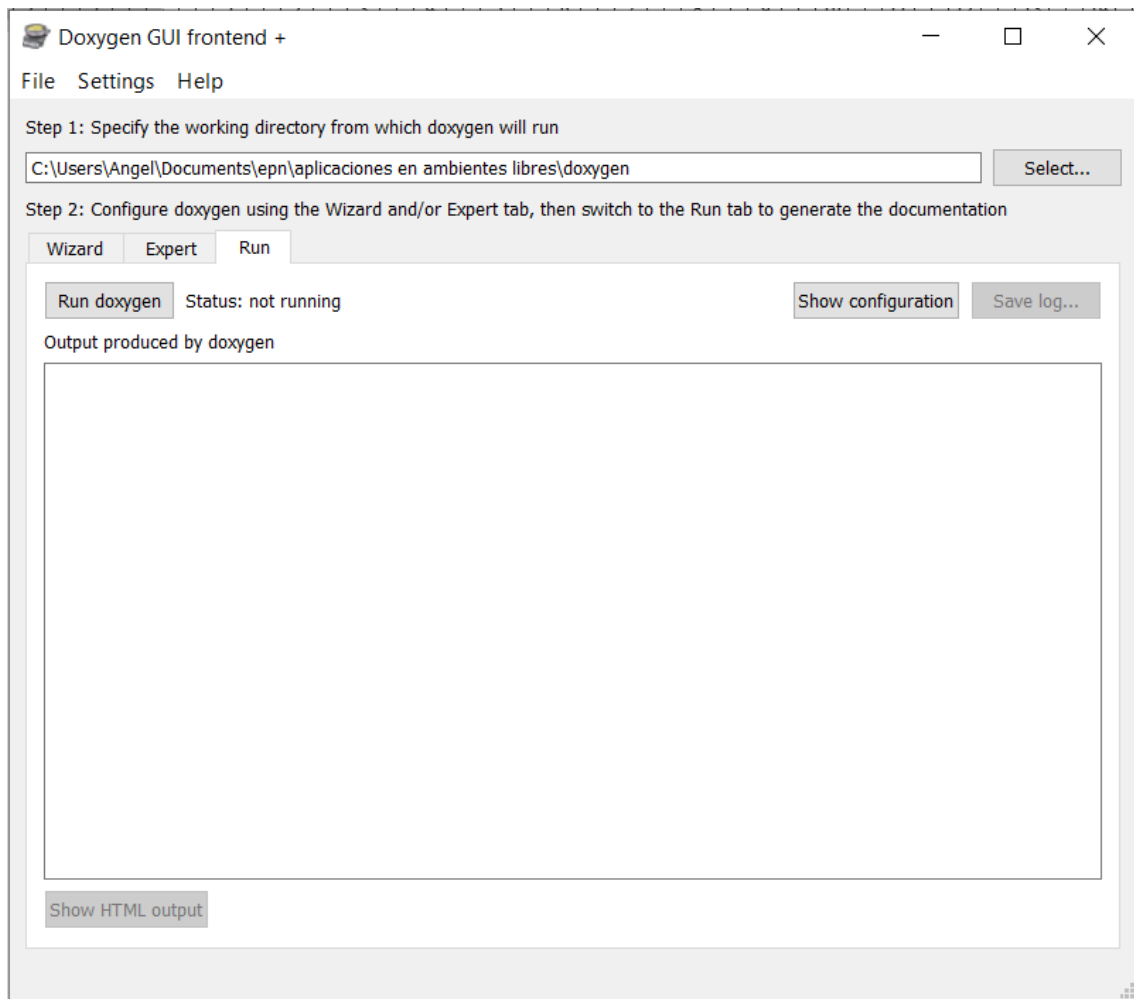 Doxygen GUI frontend +
File Settings Help
Step 1: Specify the working directory from which doxygen will run
C:\Users\Angel\Documents\epn\aplicaciones en ambientes libres\doxygen Select...
Step 2: Configure doxygen using the Wizard and/or Expert tab, then switch to the Run tab to generate the documentation
Wizard Expert Run
Run doxygen Status: not running Show configuration Save log...
Output produced by doxygen
Show HTML output